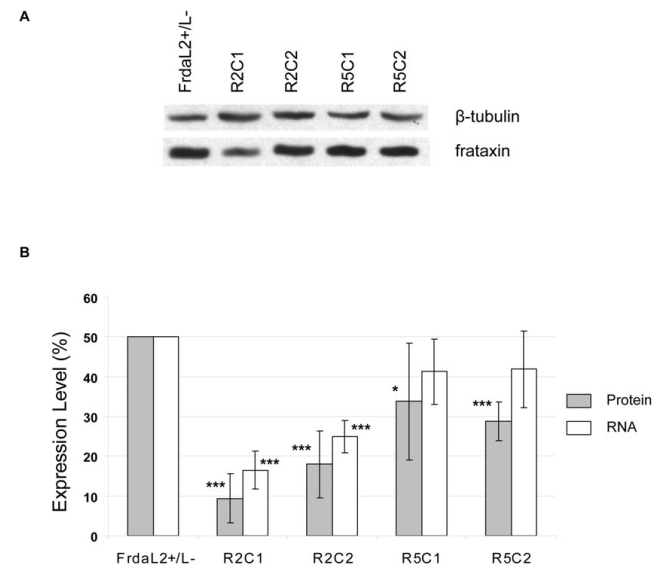 A
FrdaL2+/L- R2C1 R2C2 R5C1 R5C2
β-tubulin
frataxin
B
Expression Level (%)
60
50
40
30
20
10
0
*** *** *** *** * ***
FrdaL2+/L- R2C1 R2C2 R5C1 R5C2
Protein
RNA